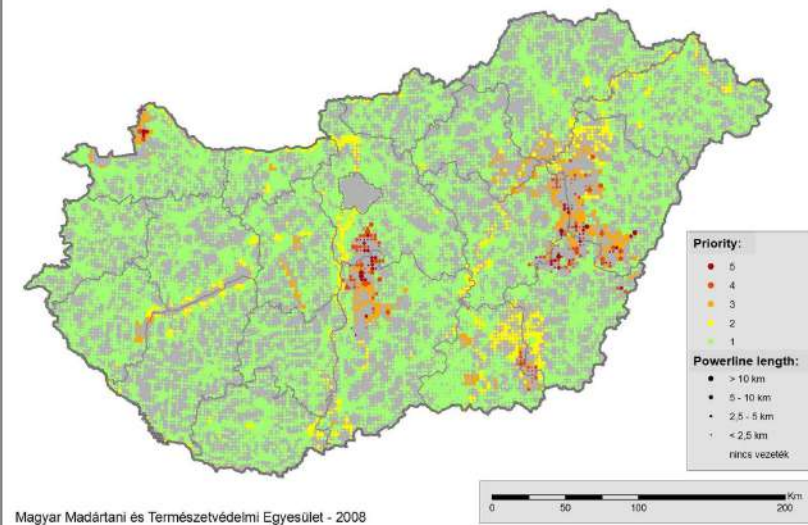 Priority:
5
4
3
2
1
Powerline length:
> 10 km
5 - 10 km
2,5 - 5 km
< 2,5 km
nincs vezeték
Km
0 50 100 200
Magyar Madártani és Természetvédelmi Egyesület - 2008